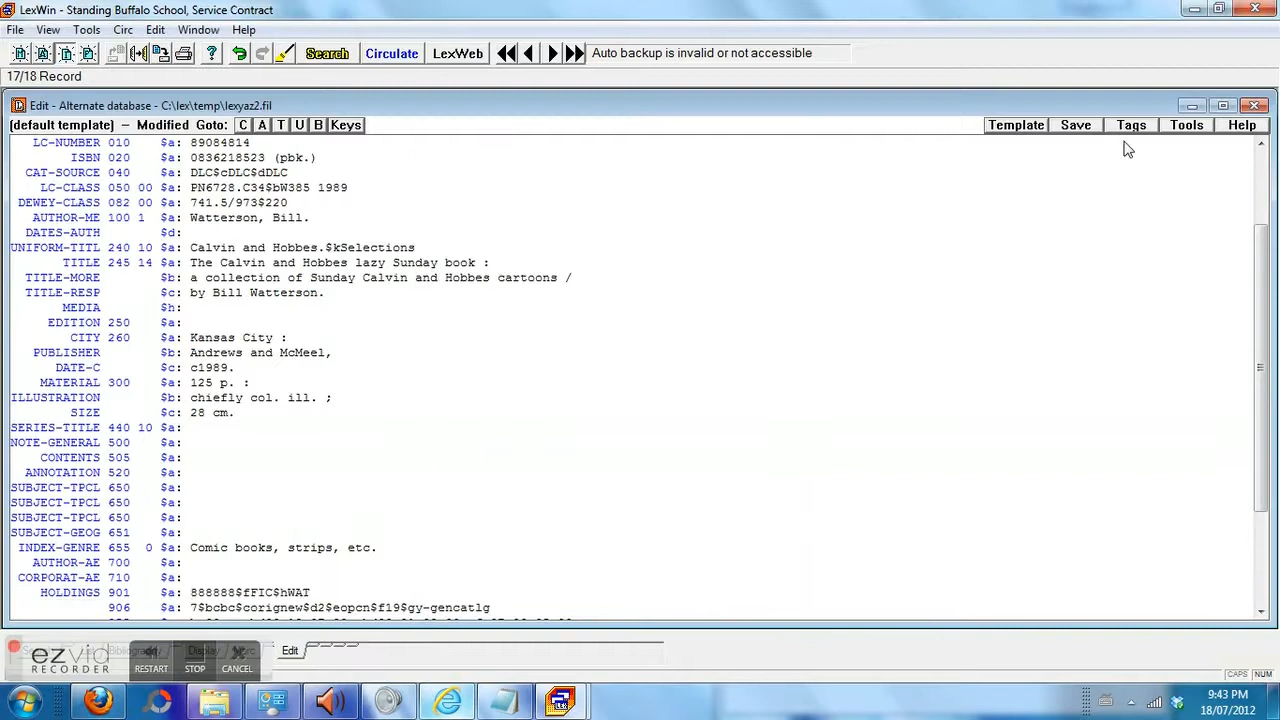 LexWin - Standing Buffalo School, Service Contract
File View Tools Circ Edit Window Help
Search Circulate LexWeb Auto backup is invalid or not accessible
17/18 Record
Edit - Alternate database - C:\lex\temp\lexyaz2.fil
(default template) - Modified Goto: C A T U B Keys Template Save Tags Tools Help
LC-NUMBER 010 $a: 89084814
ISBN 020 $a: 0836218523 (pbk.)
CAT-SOURCE 040 $a: DLC$cDLC$dDLC
LC-CLASS 050 00 $a: PN6728.C34$bW385 1989
DEWEY-CLASS 082 00 $a: 741.5/973$220
AUTHOR-ME 100 1 $a: Watterson, Bill.
DATES-AUTH $d:
UNIFORM-TITL 240 10 $a: Calvin and Hobbes.$kSelections
TITLE 245 14 $a: The Calvin and Hobbes lazy Sunday book :
TITLE-MORE $b: a collection of Sunday Calvin and Hobbes cartoons /
TITLE-RESP $c: by Bill Watterson.
MEDIA $h:
EDITION 250 $a:
CITY 260 $a: Kansas City :
PUBLISHER $b: Andrews and McMeel,
DATE-C $c: c1989.
MATERIAL 300 $a: 125 p. :
ILLUSTRATION $b: chiefly col. ill. ;
SIZE $c: 28 cm.
SERIES-TITLE 440 10 $a:
NOTE-GENERAL 500 $a:
CONTENTS 505 $a:
ANNOTATION 520 $a:
SUBJECT-TPCL 650 $a:
SUBJECT-TPCL 650 $a:
SUBJECT-TPCL 650 $a:
SUBJECT-GEOG 651 $a:
INDEX-GENRE 655 0 $a: Comic books, strips, etc.
AUTHOR-AE 700 $a:
CORPORAT-AE 710 $a:
HOLDINGS 901 $a: 888888$fFIC$hWAT
906 $a: 7$bcbc$corignew$d2$eopcn$f19$gy-gencatlg
Bibliography Display Edit
ezvid
RECORDER
RESTART STOP CANCEL
CAPS NUM
9:43 PM
18/07/2012